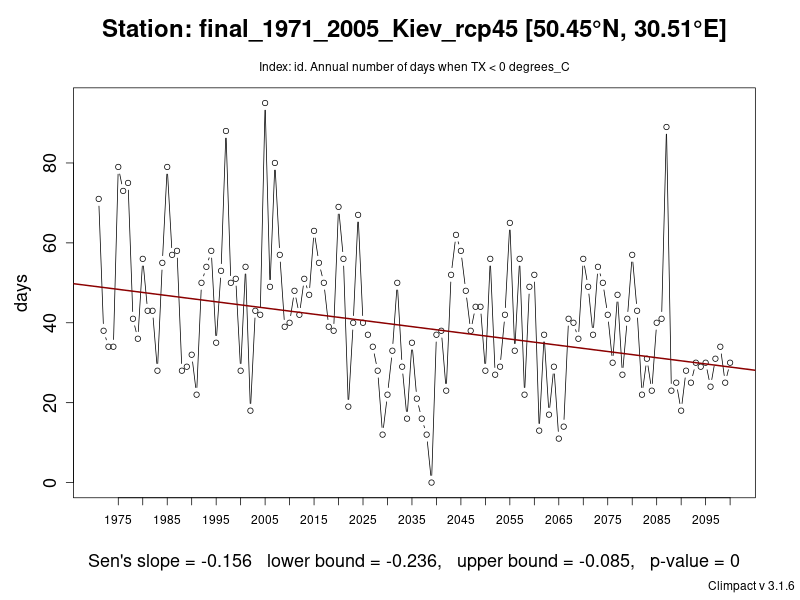 Station: final_1971_2005_Kiev_rcp45 [50.45°N, 30.51°E]
Index: id. Annual number of days when TX < 0 degrees_C
days
80
60
40
20
0
1975 1985 1995 2005 2015 2025 2035 2045 2055 2065 2075 2085 2095
Sen's slope = -0.156 lower bound = -0.236, upper bound = -0.085, p-value = 0
Climpact v 3.1.6